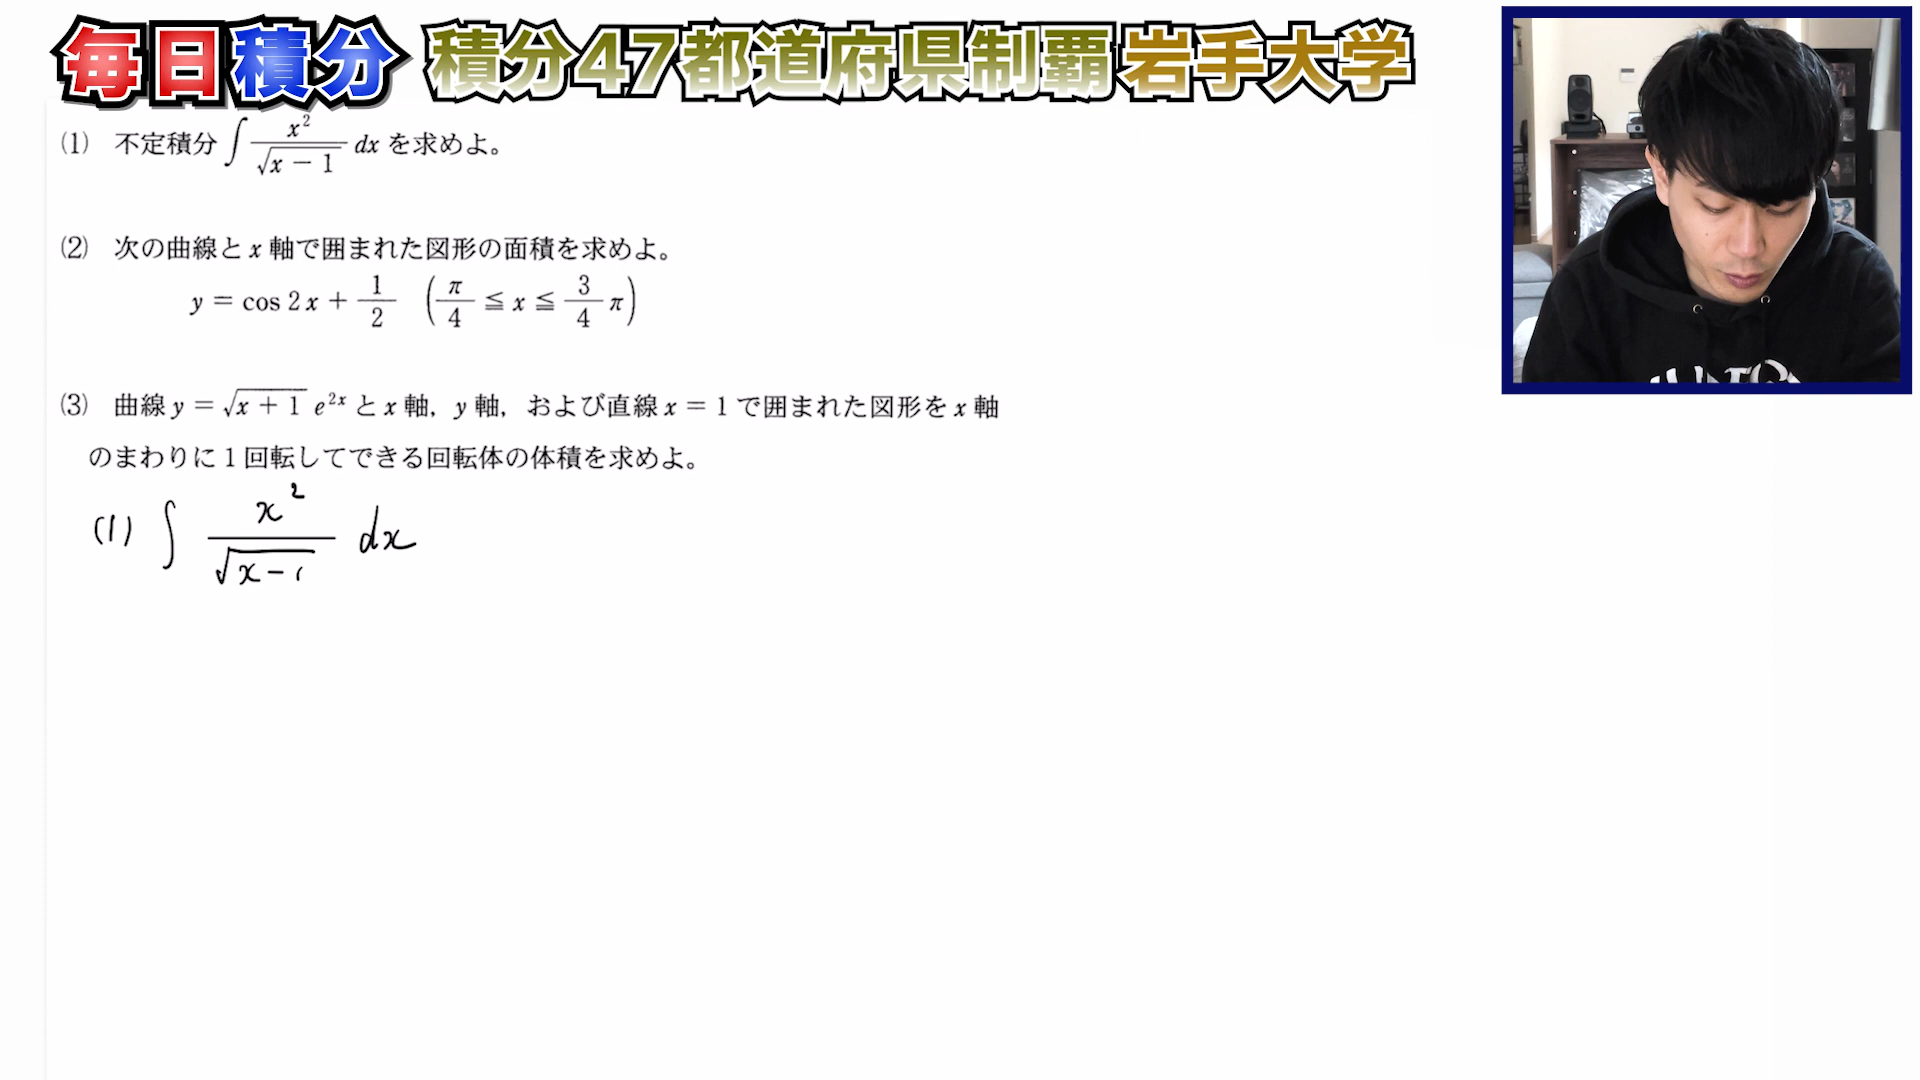 毎日積分 積分47都道府県制覇岩手大学
(1) 不定積分 ∫ x²/√(x − 1) dx を求めよ。
(2) 次の曲線と x 軸で囲まれた図形の面積を求めよ。
y = cos 2x + 1/2 (π/4 ≦ x ≦ 3/4 π)
(3) 曲線 y = √(x + 1) e^{2x} と x 軸, y 軸, および直線 x = 1 で囲まれた図形を x 軸
のまわりに 1 回転してできる回転体の体積を求めよ。
(1) ∫ x²/√(x−1) dx